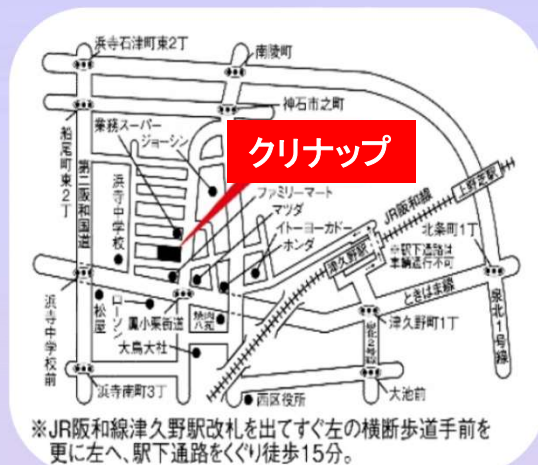 浜寺石津町東2丁
南陵町
神石市之町
船尾町東2丁
第二阪和国道
業務スーパー
ジョーシン
クリナップ
ファミリーマート
マツダ
イトーヨーカドー
ホンダ
JR阪和線
上野芝駅
津久野駅
北条町1丁
※駅下通路は
車輌通行不可
浜寺中学校
浜寺中学校前
松屋
ローソン
鳳小栗街道
焼肉
大鳥大社
ときはま線
津久野町1丁
泉北1号線
泉北2号線
浜寺南町3丁
西区役所
大池前
※JR阪和線津久野駅改札を出てすぐ左の横断歩道手前を
更に左へ、駅下通路をくぐり徒歩15分。